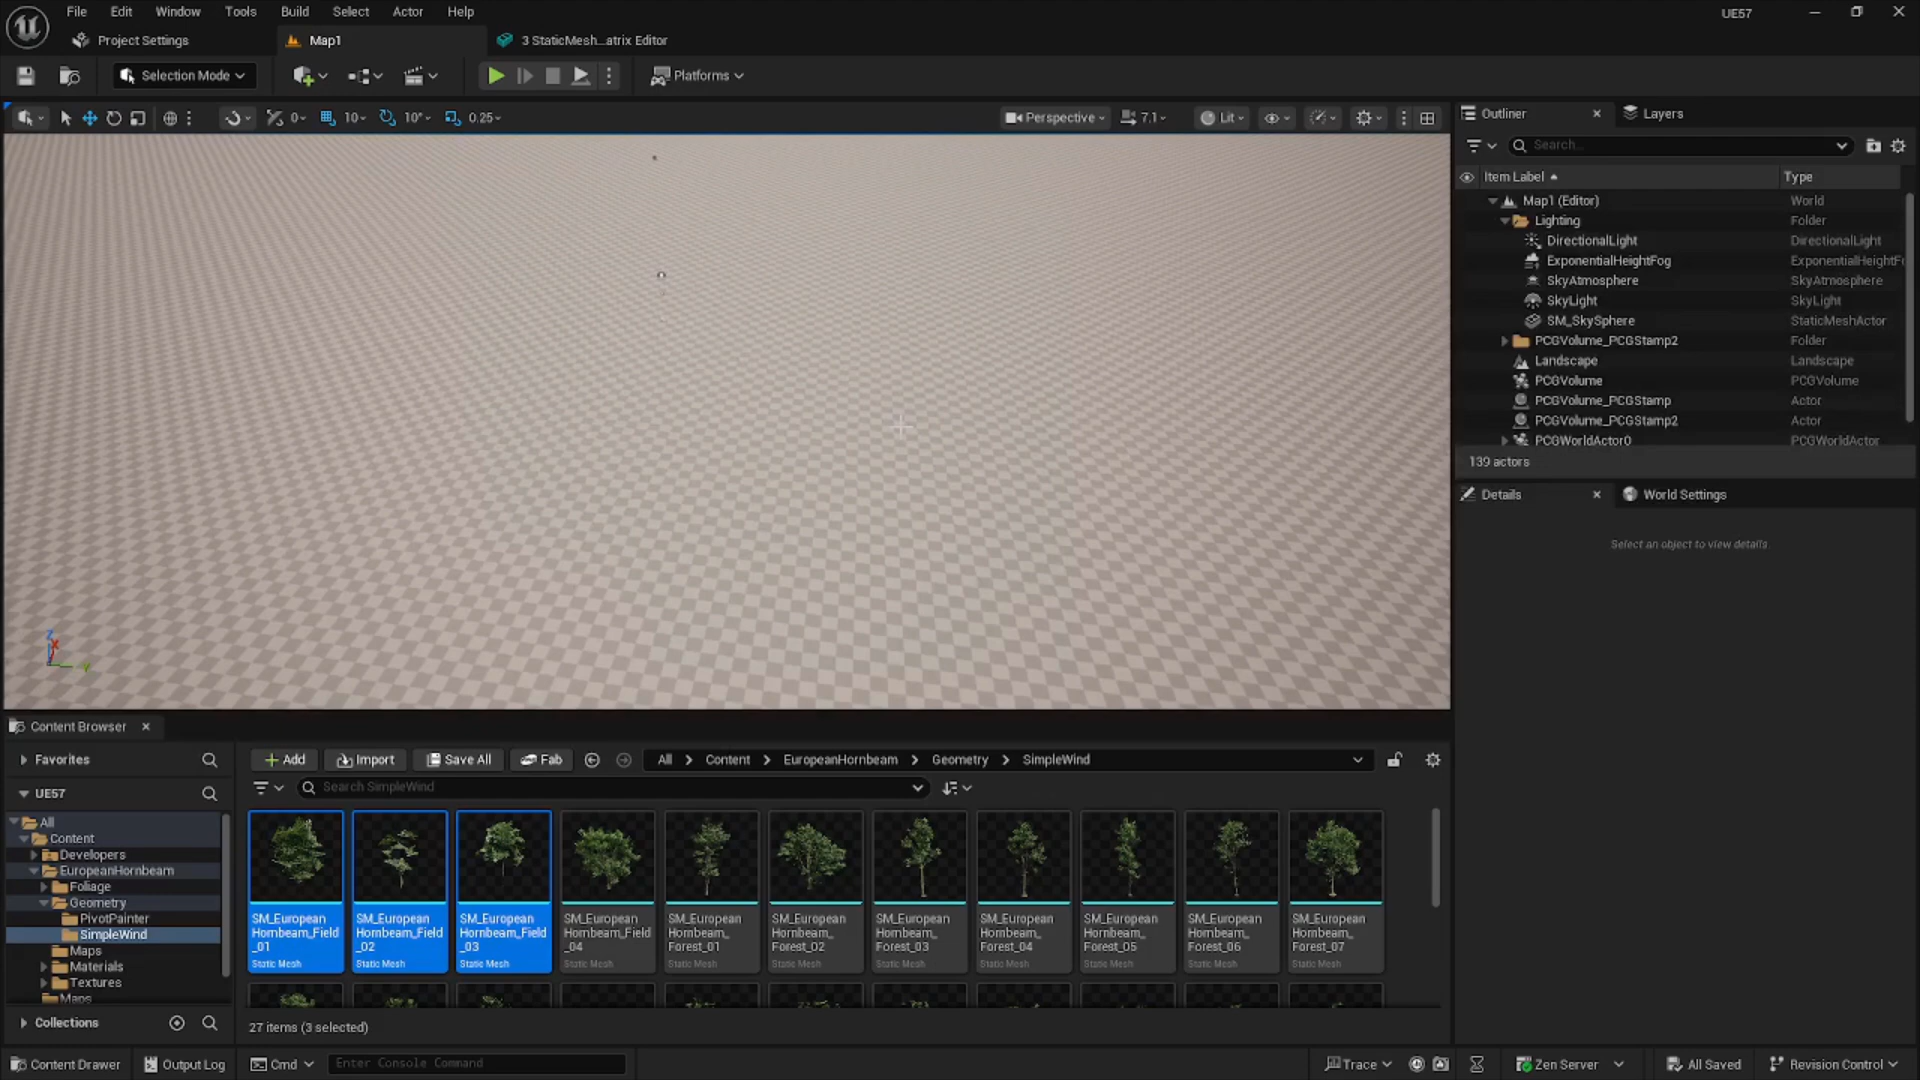 File Edit Window Tools Build Select Actor Help UE57
Project Settings Map1 3 StaticMesh...atrix Editor
Selection Mode Platforms
0 10 10° 0.25 Perspective 7.1 Lit
Outliner Layers
Search...
Item Label Type
Map1 (Editor) World
Lighting Folder
DirectionalLight DirectionalLight
ExponentialHeightFog ExponentialHeightF
SkyAtmosphere SkyAtmosphere
SkyLight SkyLight
SM_SkySphere StaticMeshActor
PCGVolume_PCGStamp2 Folder
Landscape Landscape
PCGVolume PCGVolume
PCGVolume_PCGStamp Actor
PCGVolume_PCGStamp2 Actor
PCGWorldActor0 PCGWorldActor
139 actors
Details World Settings
Select an object to view details.
Z X Y
Content Browser
Favorites
UE57
All
Content
Developers
EuropeanHornbeam
Foliage
Geometry
PivotPainter
SimpleWind
Maps
Materials
Textures
Maps
Collections
Add Import Save All Fab All > Content > EuropeanHornbeam > Geometry > SimpleWind
Search SimpleWind
SM_European Hornbeam_Field _01 Static Mesh
SM_European Hornbeam_Field _02 Static Mesh
SM_European Hornbeam_Field _03 Static Mesh
SM_European Hornbeam_Field _04 Static Mesh
SM_European Hornbeam_ Forest_01 Static Mesh
SM_European Hornbeam_ Forest_02 Static Mesh
SM_European Hornbeam_ Forest_03 Static Mesh
SM_European Hornbeam_ Forest_04 Static Mesh
SM_European Hornbeam_ Forest_05 Static Mesh
SM_European Hornbeam_ Forest_06 Static Mesh
SM_European Hornbeam_ Forest_07 Static Mesh
27 items (3 selected)
Content Drawer Output Log Cmd Enter Console Command Trace Zen Server All Saved Revision Control